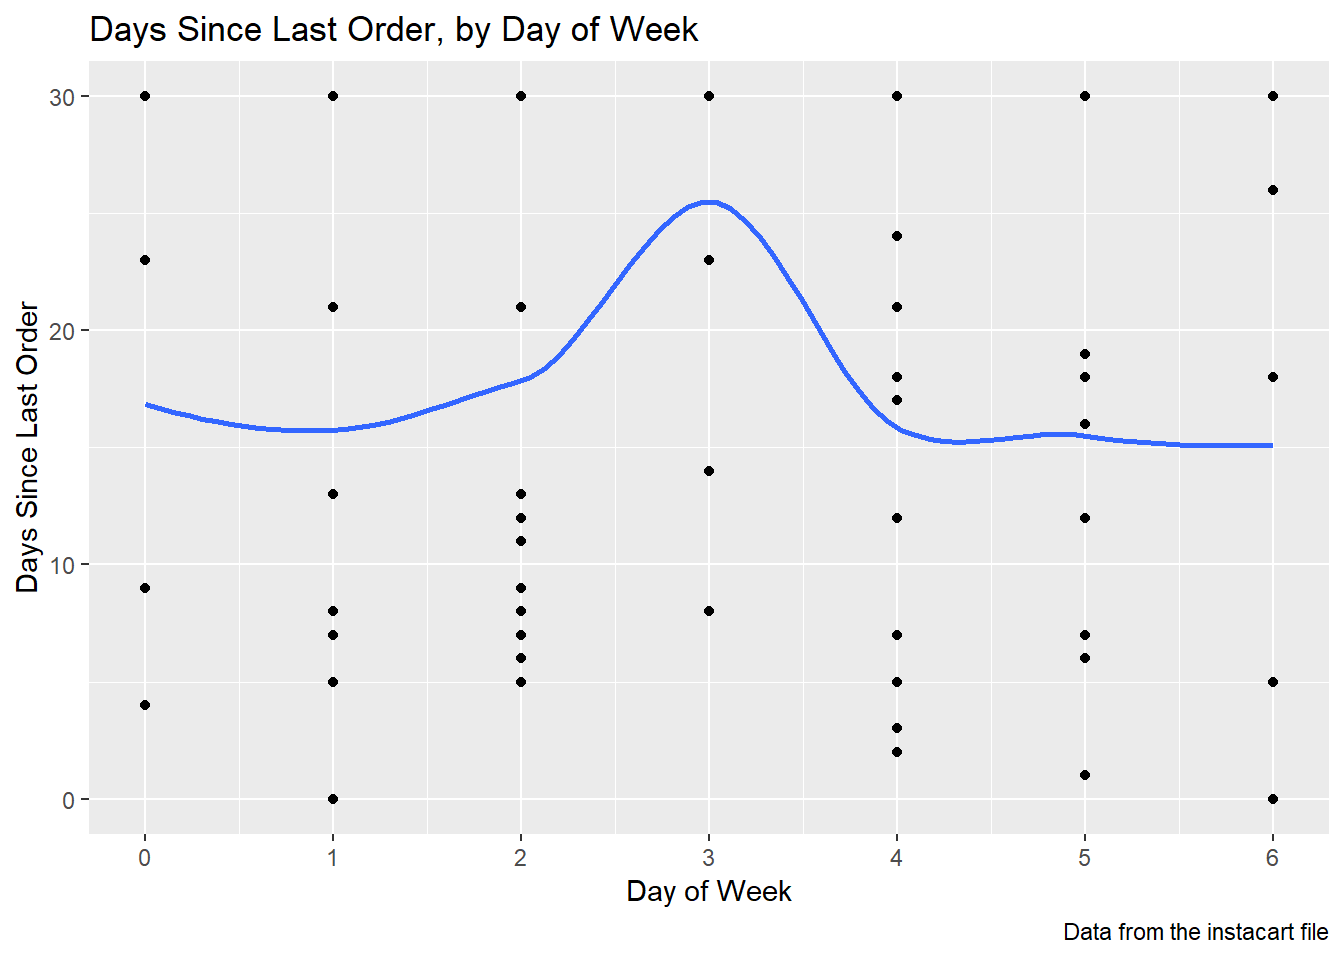 Days Since Last Order, by Day of Week
Days Since Last Order
30
20
10
0
0 1 2 3 4 5 6
Day of Week
Data from the instacart file